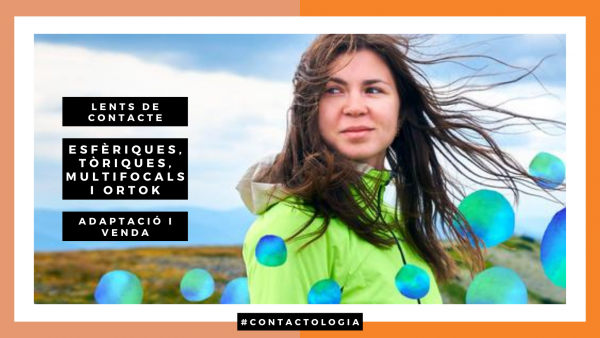 LENTS DE
CONTACTE
ESFÈRIQUES,
TÒRIQUES,
MULTIFOCALS
I ORTOK
ADAPTACIÓ I
VENDA
#CONTACTOLOGIA